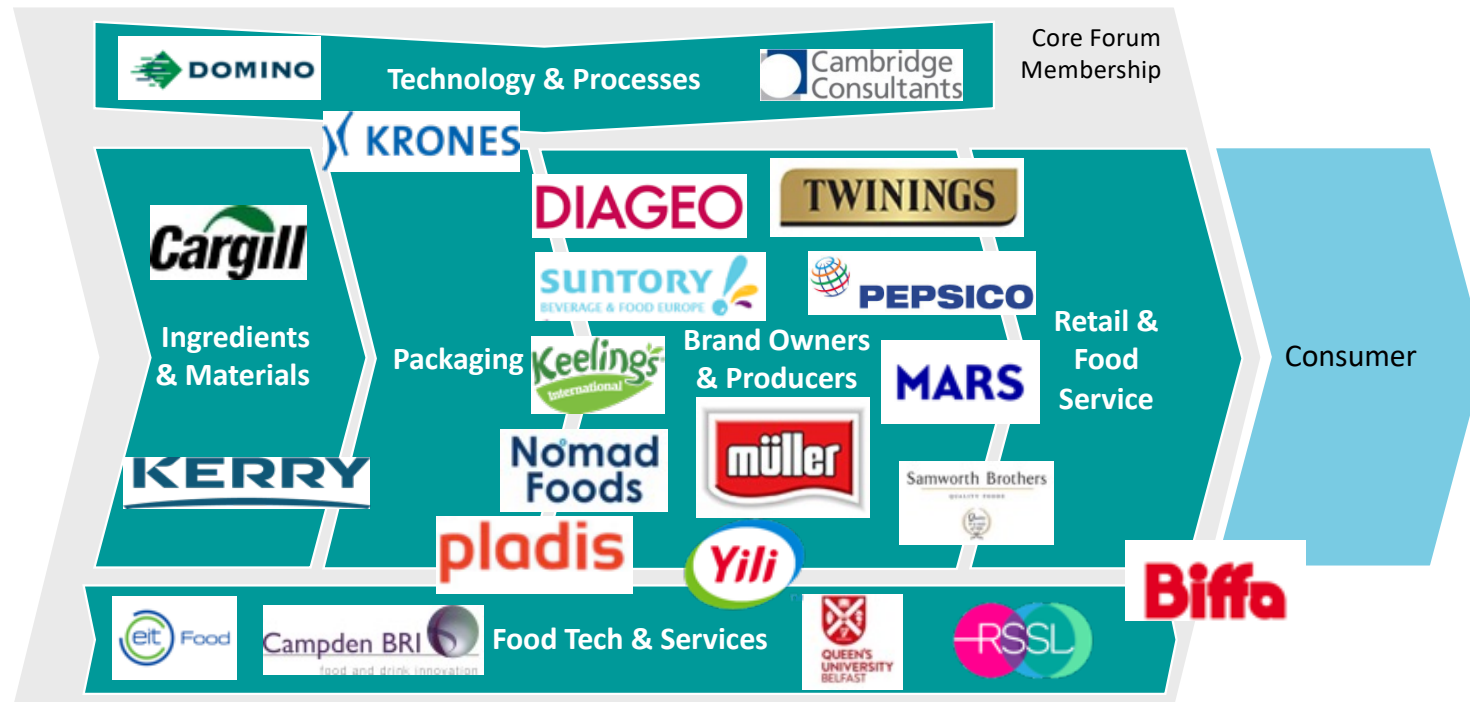 DOMINO
Technology & Processes
Cambridge
Consultants
Core Forum
Membership
KRONES
Cargill
DIAGEO
TWININGS
SUNTORY
BEVERAGE & FOOD EUROPE
PEPSICO
Ingredients
& Materials
Packaging
Keelings
International
Brand Owners
& Producers
MARS
Retail &
Food
Service
Consumer
KERRY
Nomad
Foods
müller
Samworth Brothers
QUALITY FOODS
pladis
Yili
Biffa
eit Food
Campden BRI
food and drink innovation
Food Tech & Services
QUEEN'S
UNIVERSITY
BELFAST
RSSL